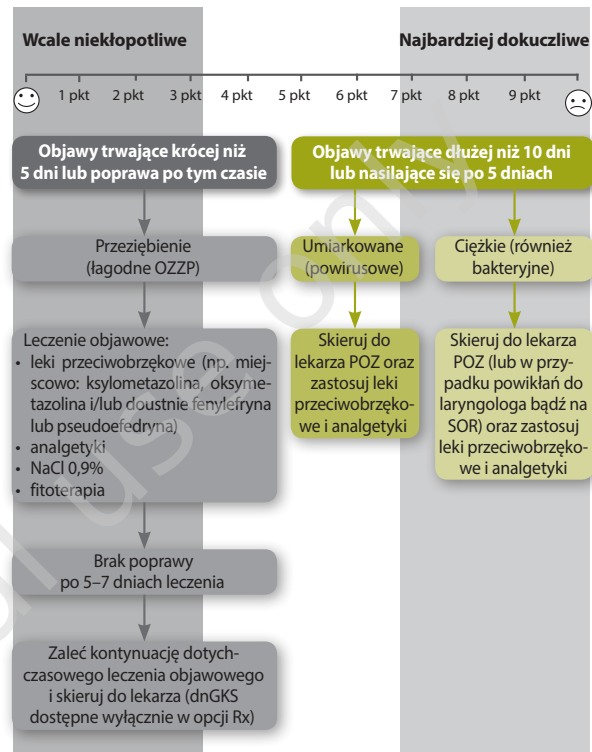 Wcale niekłopotliwe
Najbardziej dokuczliwe
1 pkt 2 pkt 3 pkt 4 pkt 5 pkt 6 pkt 7 pkt 8 pkt 9 pkt
Objawy trwające krócej niż
5 dni lub poprawa po tym czasie
Objawy trwające dłużej niż 10 dni
lub nasilające się po 5 dniach
Przeziębienie
(łagodne OZZP)
Umiarkowane
(powirusowe)
Ciężkie (również
bakteryjne)
Leczenie objawowe:
• leki przeciwobrzękowe (np. miej-
scowo: ksylometazolina, oksyme-
tazolina i/lub doustnie fenylefryna
lub pseudoefedryna)
• analgetyki
• NaCl 0,9%
• fitoterapia
Skieruj do
lekarza POZ oraz
zastosuj leki
przeciwobrzęko-
we i analgetyki
Skieruj do lekarza
POZ (lub w przy-
padku powikłań do
laryngologa bądź na
SOR) oraz zastosuj
leki przeciwobrzęko-
we i analgetyki
Brak poprawy
po 5–7 dniach leczenia
Zaleć kontynuację dotych-
czasowego leczenia objawowego
i skieruj do lekarza (dnGKS
dostępne wyłącznie w opcji Rx)
al use only